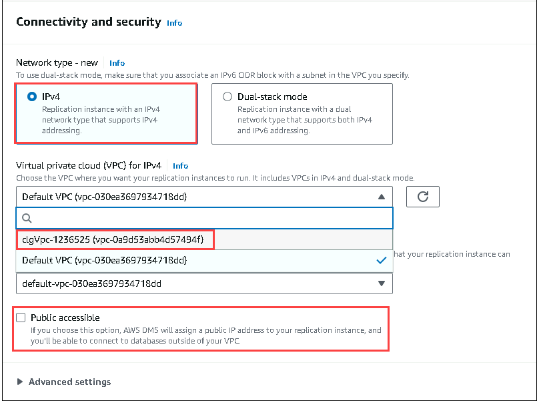 Connectivity and security Info
Network type - new Info
To use dual-stack mode, make sure that you associate an IPv6 CIDR block with a subnet in the VPC you specify.
IPv4
Replication instance with an IPv4
network type that supports IPv4
addressing.
Dual-stack mode
Replication instance with a dual
network type that supports both IPv4
and IPv6 addressing.
Virtual private cloud (VPC) for IPv4 Info
Choose the VPC where you want your replication instances to run. It includes VPCs in IPv4 and dual-stack mode.
Default VPC (vpc-030ea3697934718dd)
clgVpc-1236525 (vpc-0a9d53abb4d57494f)
Default VPC (vpc-030ea3697934718dd)
hat your replication instance can
default-vpc-030ea3697934718dd
Public accessible
If you choose this option, AWS DMS will assign a public IP address to your replication instance, and
you'll be able to connect to databases outside of your VPC.
Advanced settings